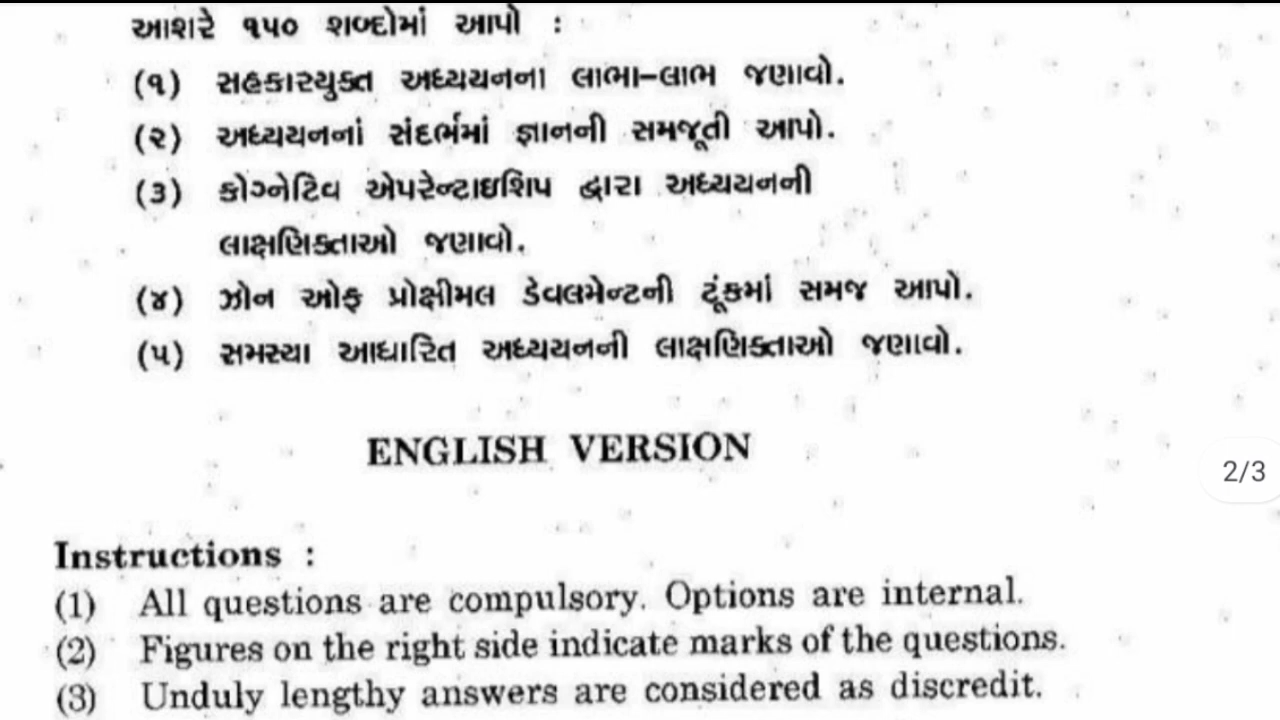 આશરે ૧૫૦ શબ્દોમાં આપો :
(૧) સહકારયુક્ત અધ્યયનના લાભા–લાભ જણાવો.
(૨) અધ્યયનનાં સંદર્ભમાં જ્ઞાનની સમજૂતી આપો.
(૩) કોગ્નેટિવ એપરેન્ટાઇશિપ દ્વારા અધ્યયનની
લાક્ષણિક્તાઓ જણાવો.
(૪) ઝોન ઓફ પ્રોક્ષીમલ ડેવલમેન્ટની ટૂંકમાં સમજ આપો.
(૫) સમસ્યા આધારિત અધ્યયનની લાક્ષણિક્તાઓ જણાવો.
ENGLISH VERSION
2/3
Instructions :
(1) All questions are compulsory. Options are internal.
(2) Figures on the right side indicate marks of the questions.
(3) Unduly lengthy answers are considered as discredit.